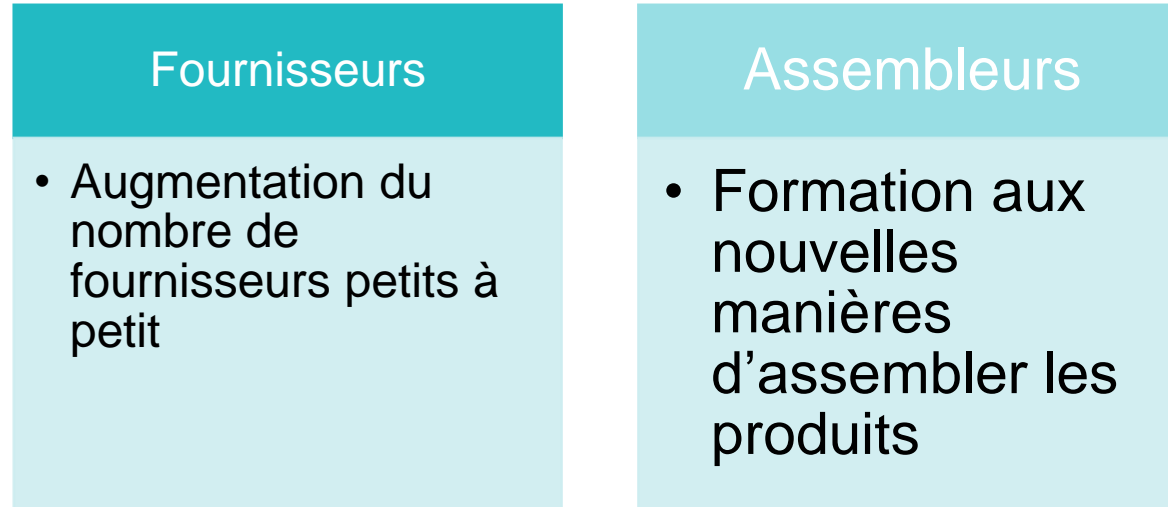 Fournisseurs
• Augmentation du
nombre de
fournisseurs petits à
petit
Assembleurs
• Formation aux
nouvelles
manières
d’assembler les
produits